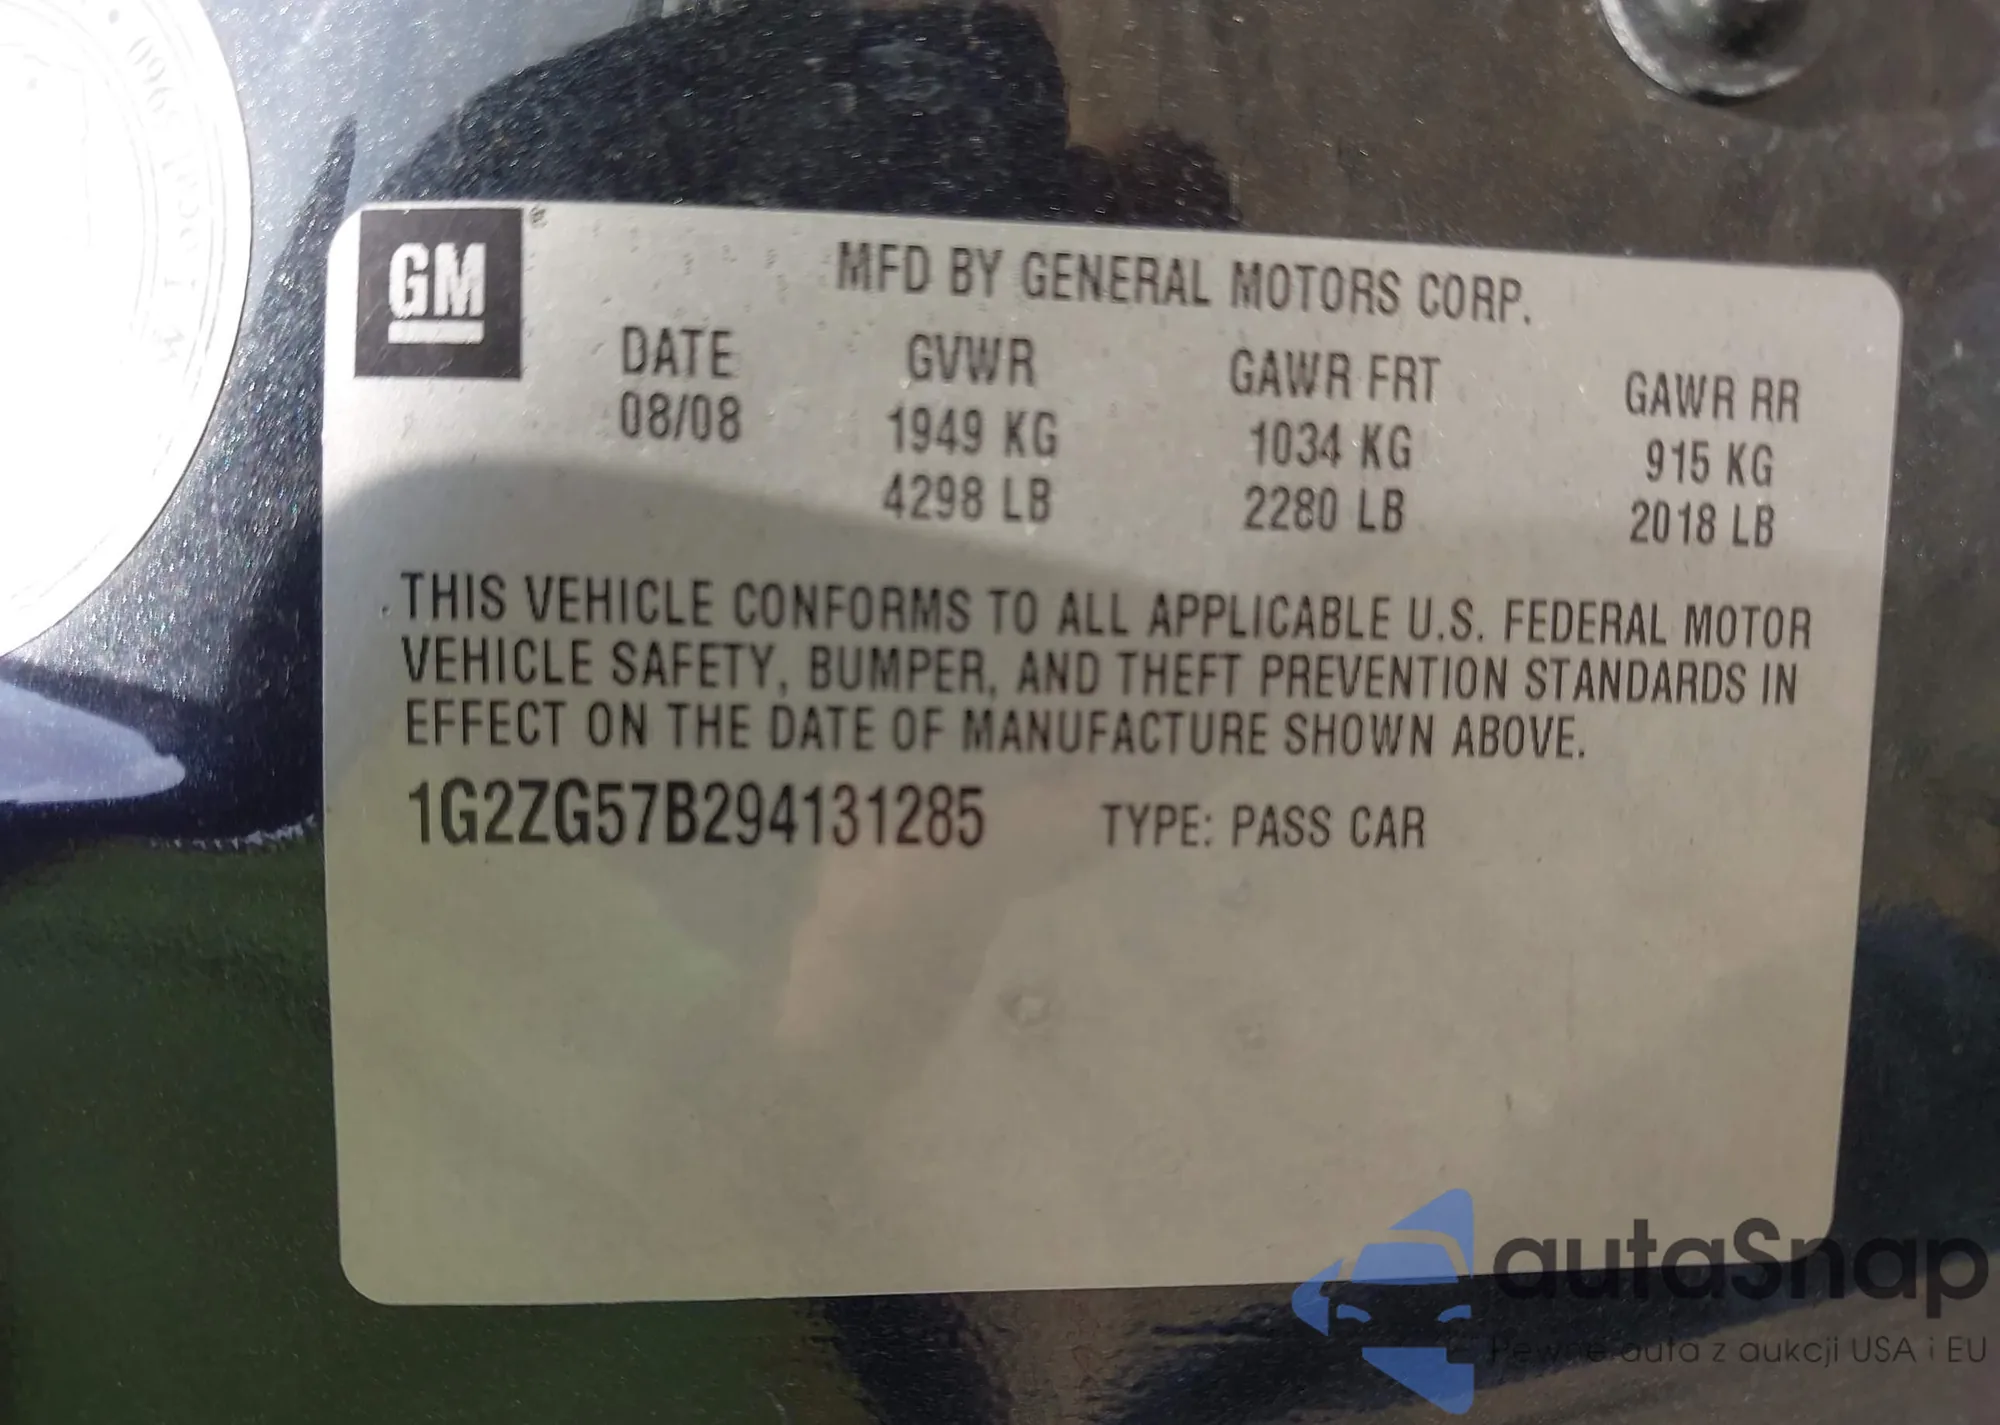 GM
MFD BY GENERAL MOTORS CORP.
DATE GVWR GAWR FRT GAWR RR
08/08 1949 KG 1034 KG 915 KG
4298 LB 2280 LB 2018 LB
THIS VEHICLE CONFORMS TO ALL APPLICABLE U.S. FEDERAL MOTOR
VEHICLE SAFETY, BUMPER, AND THEFT PREVENTION STANDARDS IN
EFFECT ON THE DATE OF MANUFACTURE SHOWN ABOVE.
1G2ZG57B294131285 TYPE: PASS CAR
autaSnap
Pewne auta z aukcji USA i EU